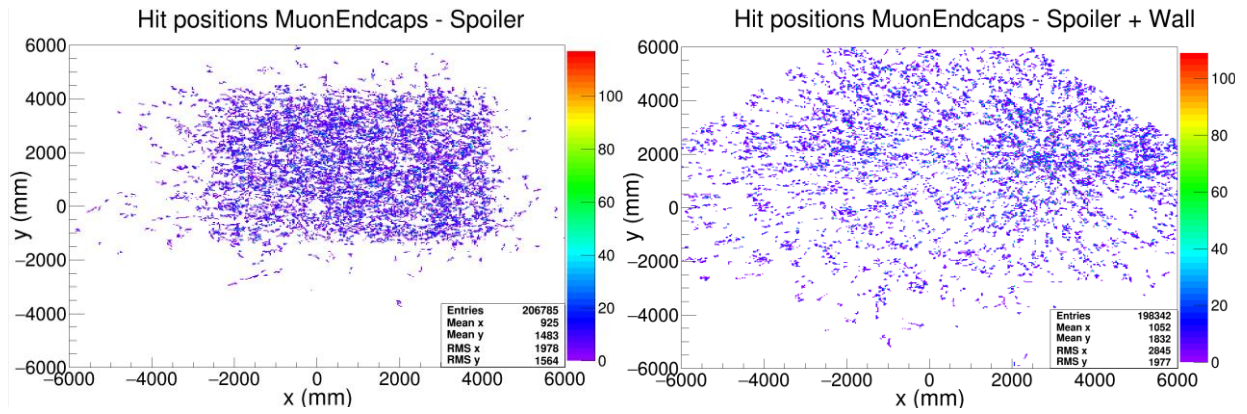 Hit positions MuonEndcaps - Spoiler
6000
4000
2000
0
−2000
−4000
−6000
y (mm)
−6000 −4000 −2000 0 2000 4000 6000
x (mm)
100
80
60
40
20
0
Entries 206785
Mean x 925
Mean y 1483
RMS x 1978
RMS y 1564
Hit positions MuonEndcaps - Spoiler + Wall
6000
4000
2000
0
−2000
−4000
−6000
y (mm)
−6000 −4000 −2000 0 2000 4000 6000
x (mm)
100
80
60
40
20
0
Entries 198342
Mean x 1052
Mean y 1832
RMS x 2845
RMS y 1977